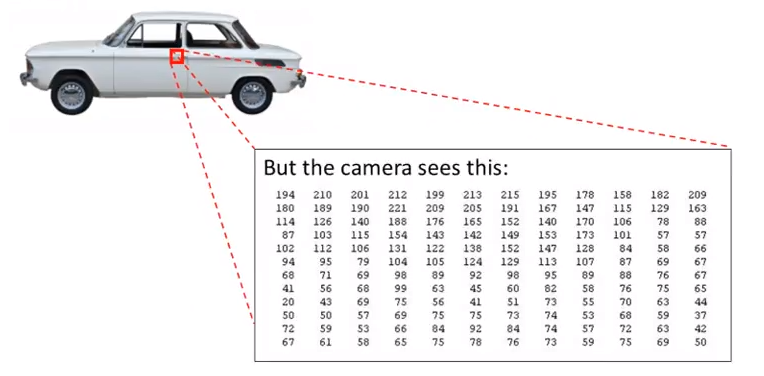 But the camera sees this:
194 210 201 212 199 213 215 195 178 158 182 209
180 189 190 221 209 205 191 167 147 115 129 163
114 126 140 188 176 165 152 140 170 106 78 88
87 103 115 154 143 142 149 153 173 101 57 57
102 112 106 131 122 138 152 147 128 84 58 66
94 95 79 104 105 124 129 113 107 87 69 67
68 71 69 98 89 92 98 95 89 88 76 67
41 56 68 99 63 45 60 82 58 76 75 65
20 43 69 75 56 41 51 73 55 70 63 44
50 50 57 69 75 75 73 74 53 68 59 37
72 59 53 66 84 92 84 74 57 72 63 42
67 61 58 65 75 78 76 73 59 75 69 50